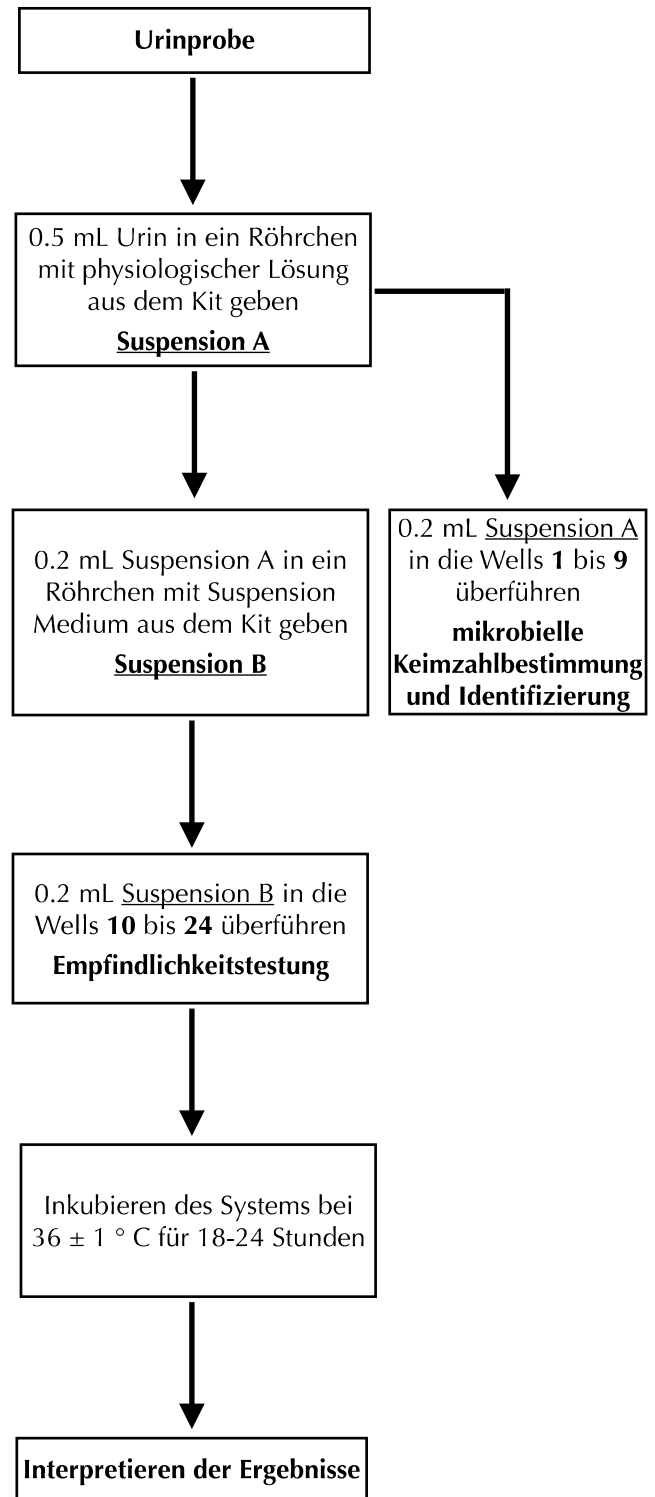 Urinprobe
0.5 mL Urin in ein Röhrchen
mit physiologischer Lösung
aus dem Kit geben
Suspension A
0.2 mL Suspension A in ein
Röhrchen mit Suspension
Medium aus dem Kit geben
Suspension B
0.2 mL Suspension A
in die Wells 1 bis 9
überführen
mikrobielle
Keimzahlbestimmung
und Identifizierung
0.2 mL Suspension B in die
Wells 10 bis 24 überführen
Empfindlichkeitstestung
Inkubieren des Systems bei
36 ± 1 ° C für 18-24 Stunden
Interpretieren der Ergebnisse